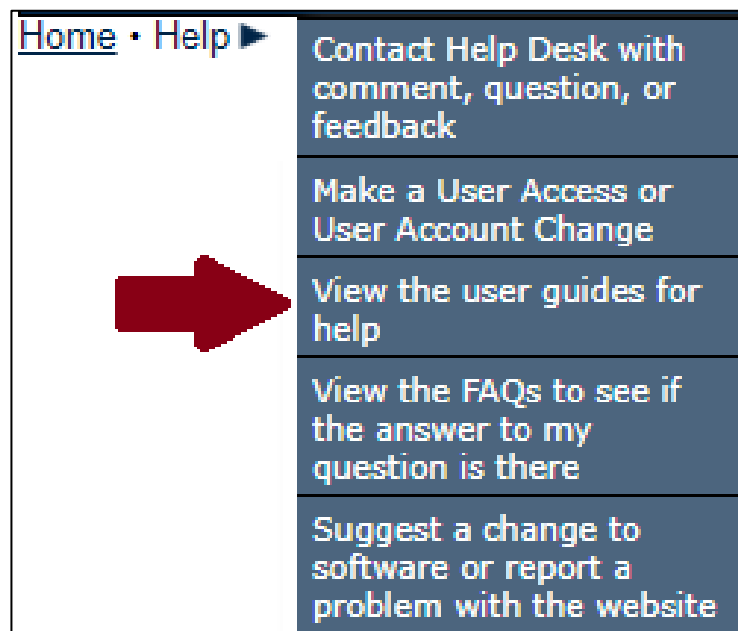 Home • Help ►
Contact Help Desk with
comment, question, or
feedback
Make a User Access or
User Account Change
View the user guides for
help
View the FAQs to see if
the answer to my
question is there
Suggest a change to
software or report a
problem with the website